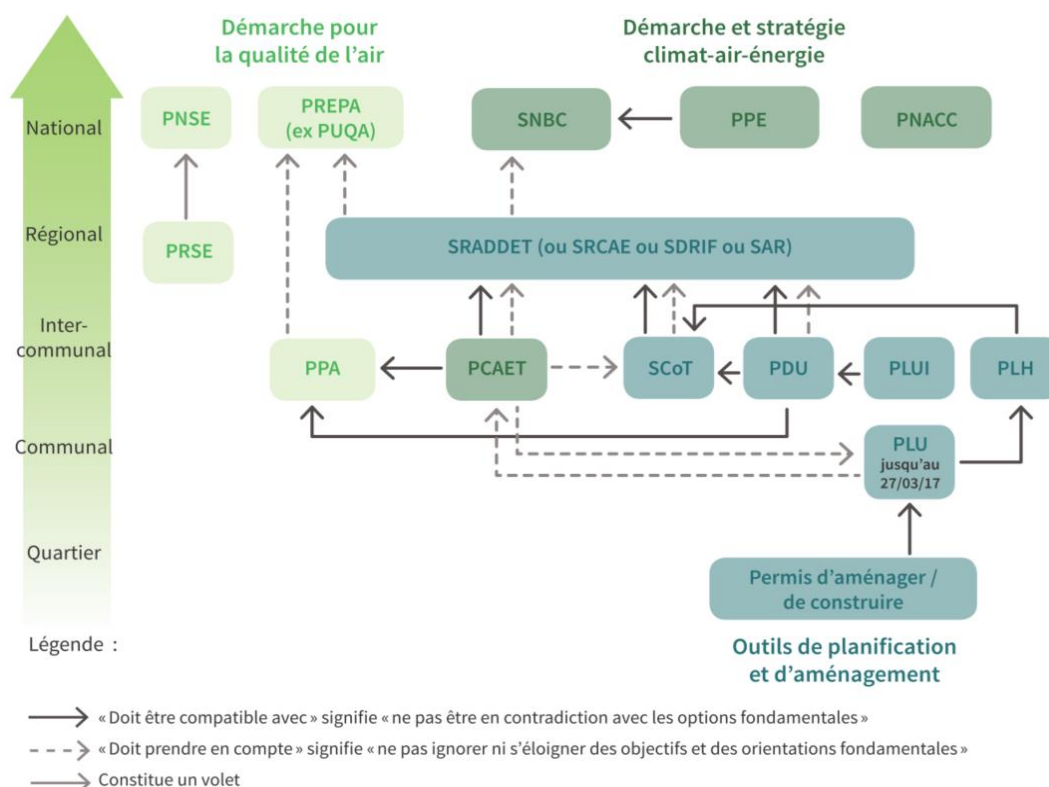 Démarche pour
la qualité de l'air
Démarche et stratégie
climat-air-énergie
National
PNSE
PREPA
(ex PUQA)
SNBC
PPE
PNACC
Régional
PRSE
SRADDET (ou SRCAE ou SDRIF ou SAR)
Inter-
communal
PPA
PCAET
SCoT
PDU
PLUI
PLH
Communal
PLU
jusqu'au
27/03/17
Quartier
Permis d'aménager /
de construire
Légende :
Outils de planification
et d'aménagement
« Doit être compatible avec » signifie « ne pas être en contradiction avec les options fondamentales »
« Doit prendre en compte » signifie « ne pas ignorer ni s'éloigner des objectifs et des orientations fondamentales »
Constitue un volet